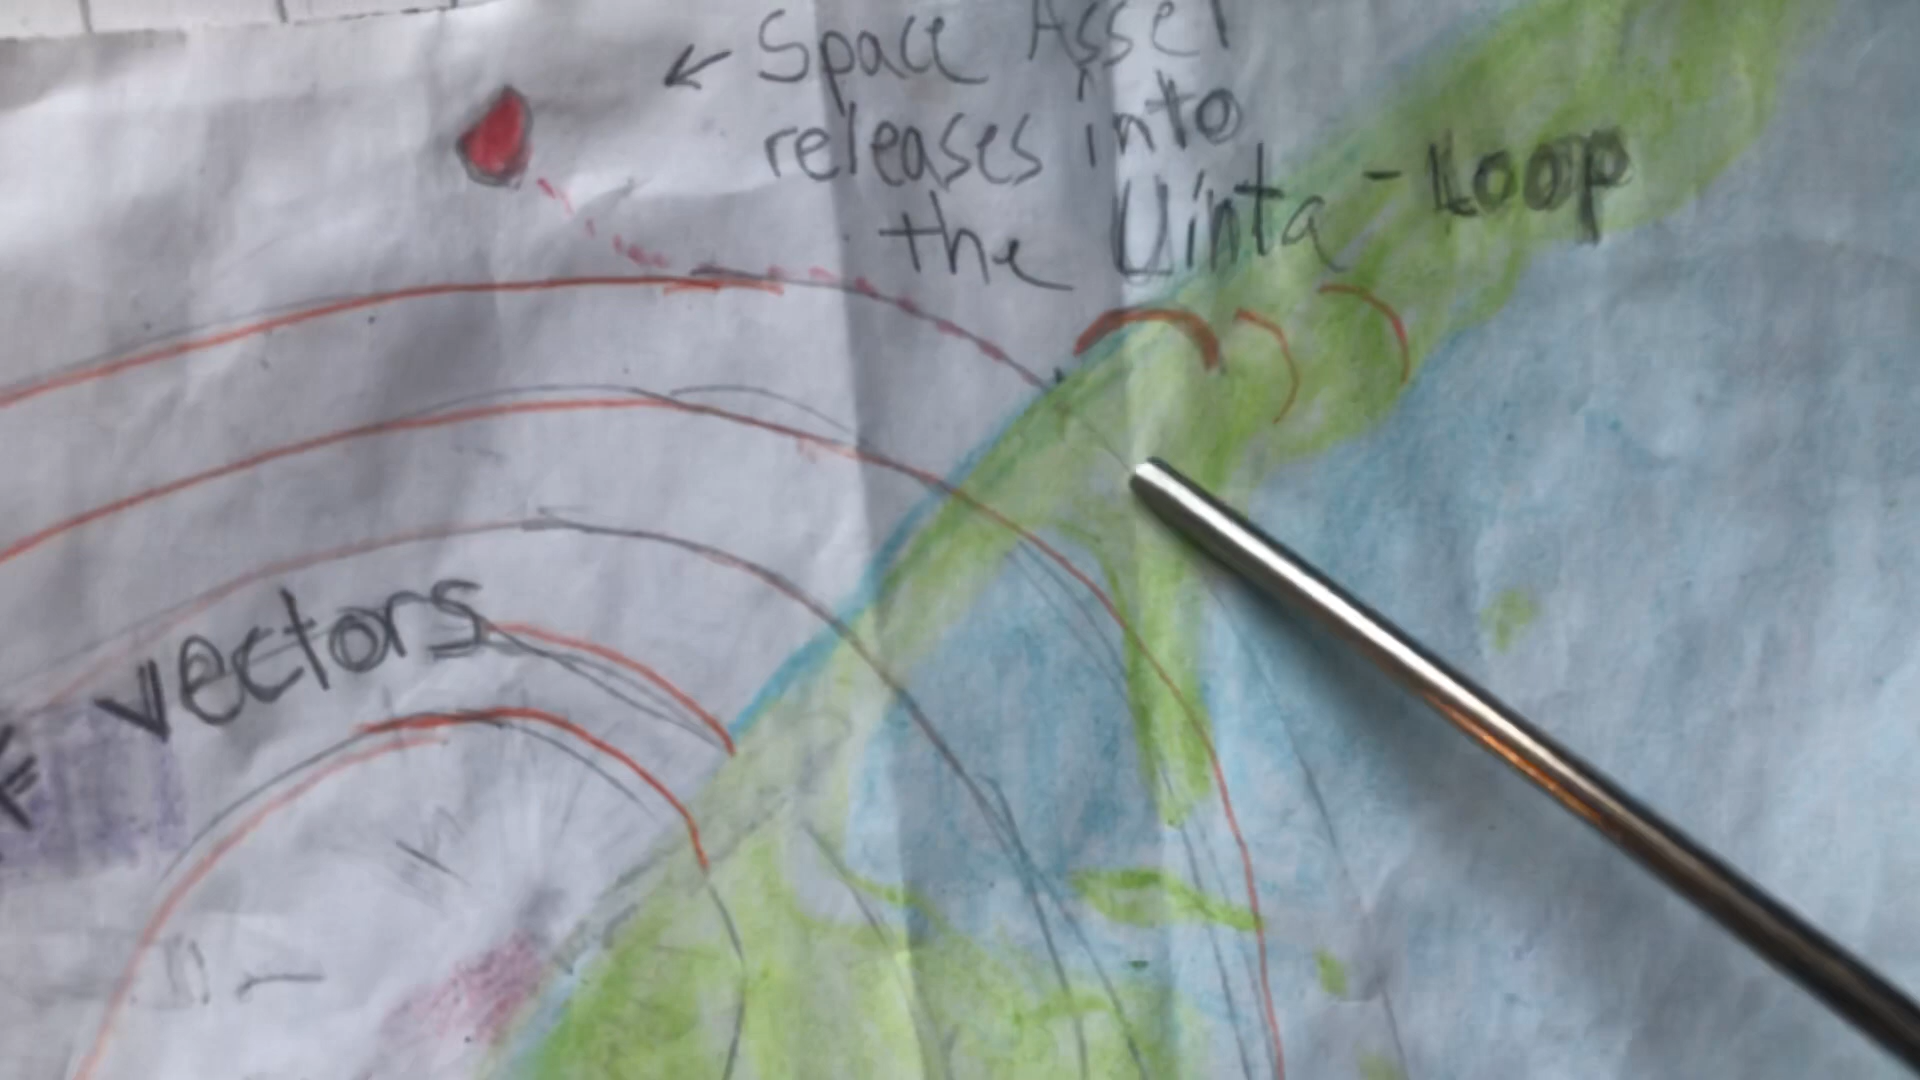 ← Space Asset
releases into
the Uinta-Loop
vectors